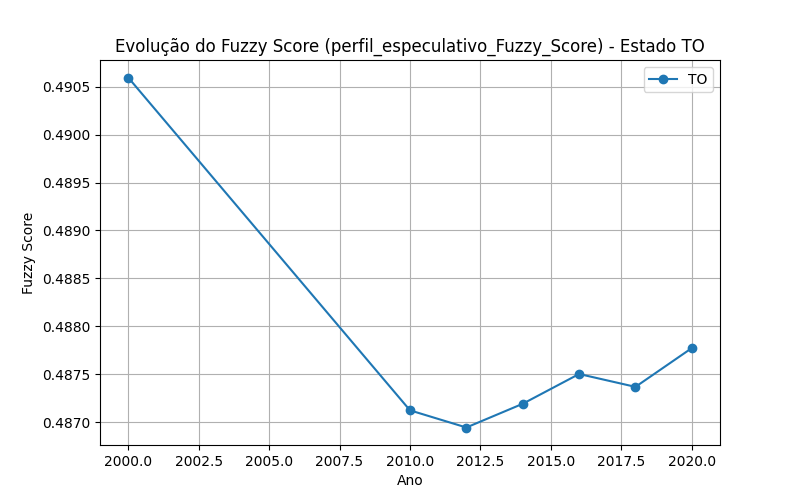 Evolução do Fuzzy Score (perfil_especulativo_Fuzzy_Score) - Estado TO
TO
Fuzzy Score
0.4905
0.4900
0.4895
0.4890
0.4885
0.4880
0.4875
0.4870
2000.0 2002.5 2005.0 2007.5 2010.0 2012.5 2015.0 2017.5 2020.0
Ano